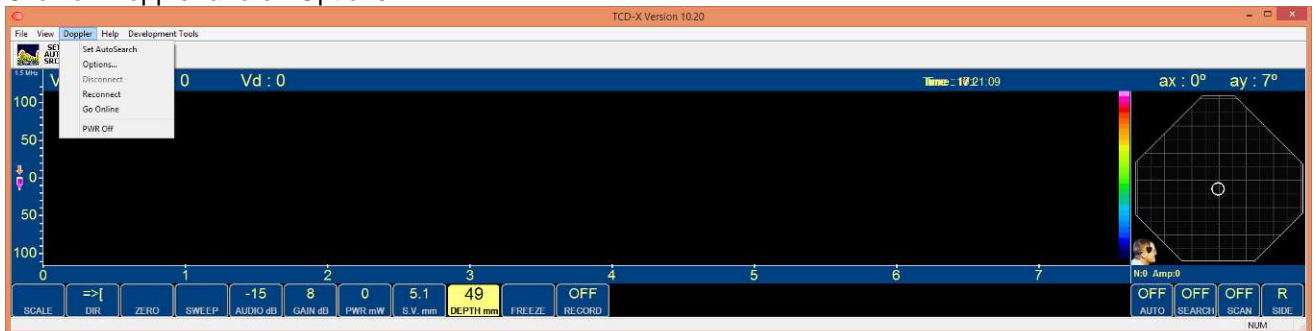 TCD-X Version 10.20
File View Doppler Help Development Tools
Set AutoSearch
Options...
Disconnect
Reconnect
Go Online
PWR Off
1.5 MHz
0 Vd : 0
21:09
ax : 0° ay : 7°
100
50
0
50
100
0 1 2 3 4 5 6 7
N:0 Amp:0
=>[ -15 8 0 5.1 49 OFF
SCALE DIR ZERO SWEEP AUDIO dB GAIN dB PWR mW S.V. mm DEPTH mm FREEZE RECORD
OFF OFF OFF R
AUTO SEARCH SCAN SIDE
NUM